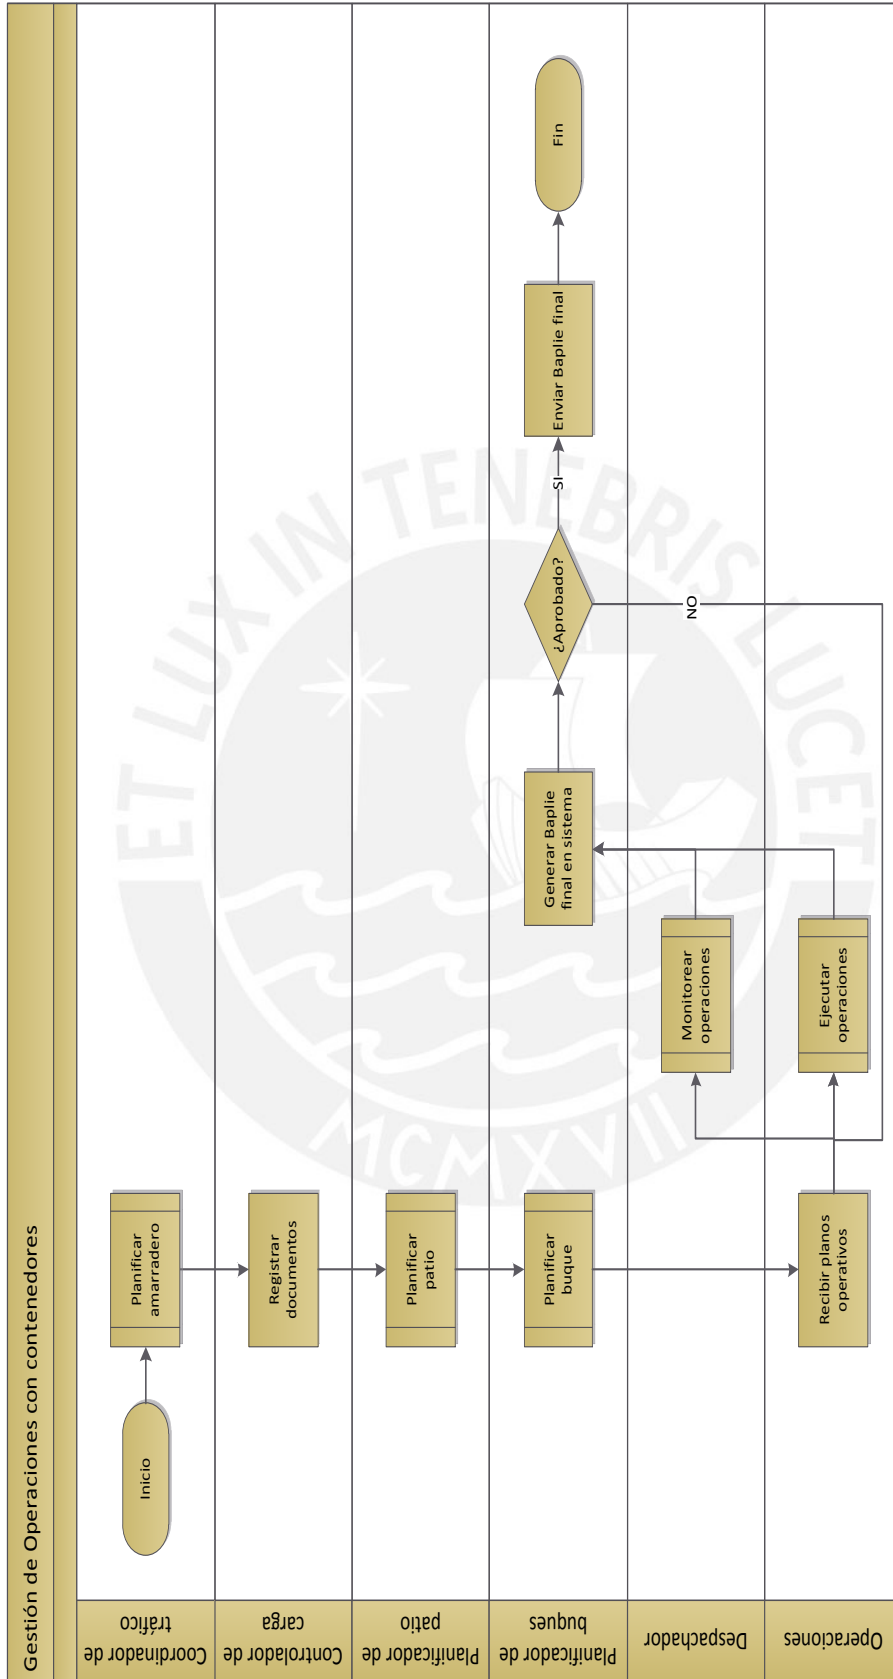 Gestión de Operaciones con contenedores
Coordinador de
tráfico
Controlador de
carga
Planificador de
patio
Planificador de
buques
Despachador
Operaciones
Inicio
Planificar
amarradero
Registrar
documentos
Planificar
patio
Planificar
buque
Recibir planos
operativos
Monitorear
operaciones
Ejecutar
operaciones
Generar Baplie
final en sistema
¿Aprobado?
SI
NO
Enviar Baplie final
Fin
ET LUX IN TENEBRIS LUCET
MCMXVII